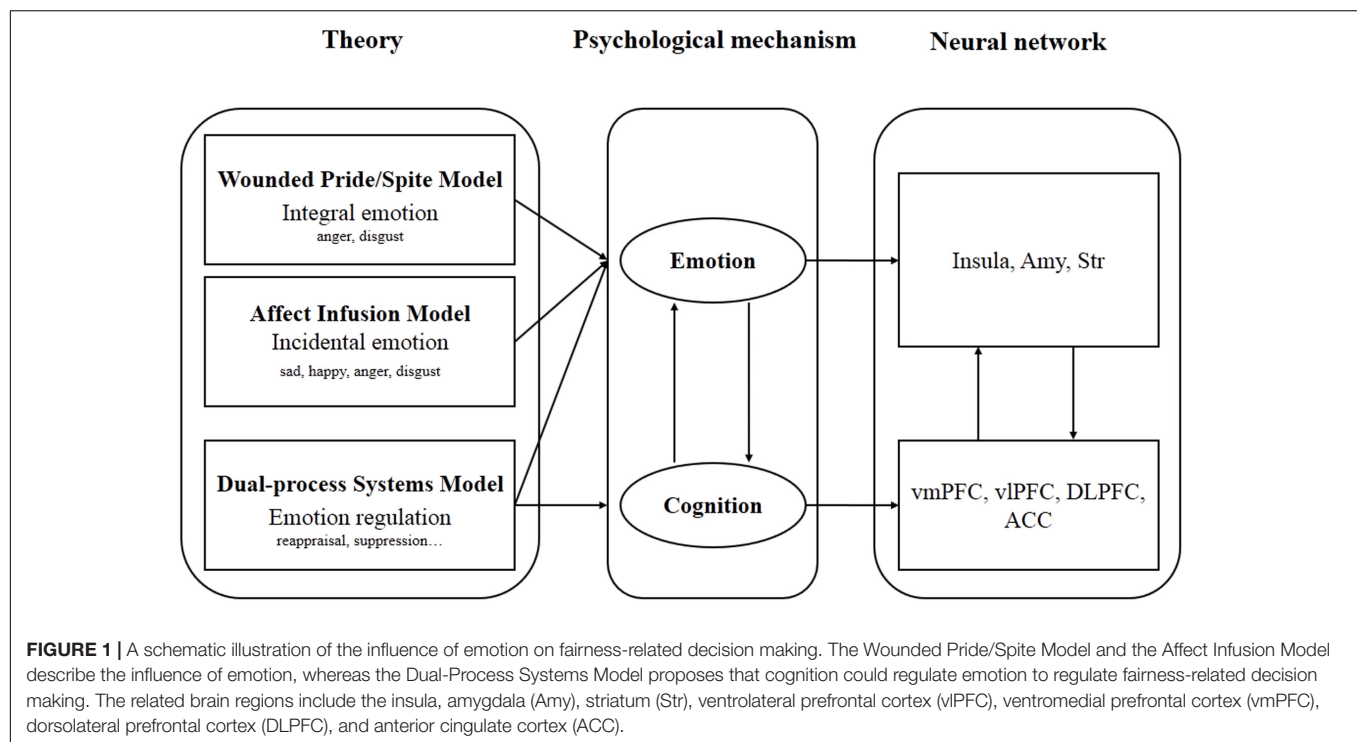 Theory
Psychological mechanism
Neural network
Wounded Pride/Spite Model
Integral emotion
anger, disgust
Affect Infusion Model
Incidental emotion
sad, happy, anger, disgust
Dual-process Systems Model
Emotion regulation
reappraisal, suppression…
Emotion
Cognition
Insula, Amy, Str
vmPFC, vlPFC, DLPFC,
ACC
FIGURE 1 | A schematic illustration of the influence of emotion on fairness-related decision making. The Wounded Pride/Spite Model and the Affect Infusion Model
describe the influence of emotion, whereas the Dual-Process Systems Model proposes that cognition could regulate emotion to regulate fairness-related decision
making. The related brain regions include the insula, amygdala (Amy), striatum (Str), ventrolateral prefrontal cortex (vlPFC), ventromedial prefrontal cortex (vmPFC),
dorsolateral prefrontal cortex (DLPFC), and anterior cingulate cortex (ACC).